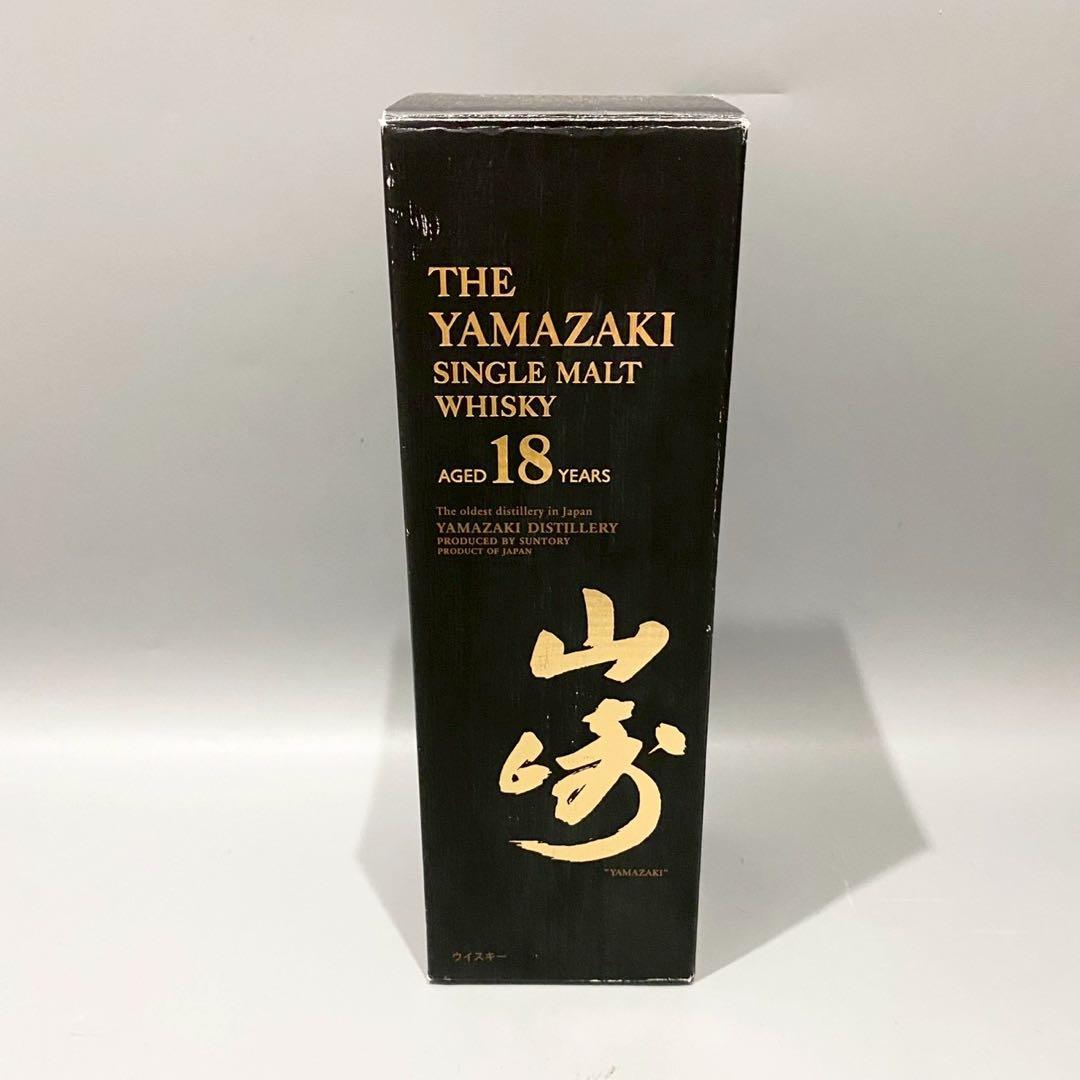 THE
YAMAZAKI
SINGLE MALT
WHISKY
AGED 18 YEARS
The oldest distillery in Japan
YAMAZAKI DISTILLERY
PRODUCED BY SUNTORY
PRODUCT OF JAPAN
山
崎
"YAMAZAKI"
ウイスキー